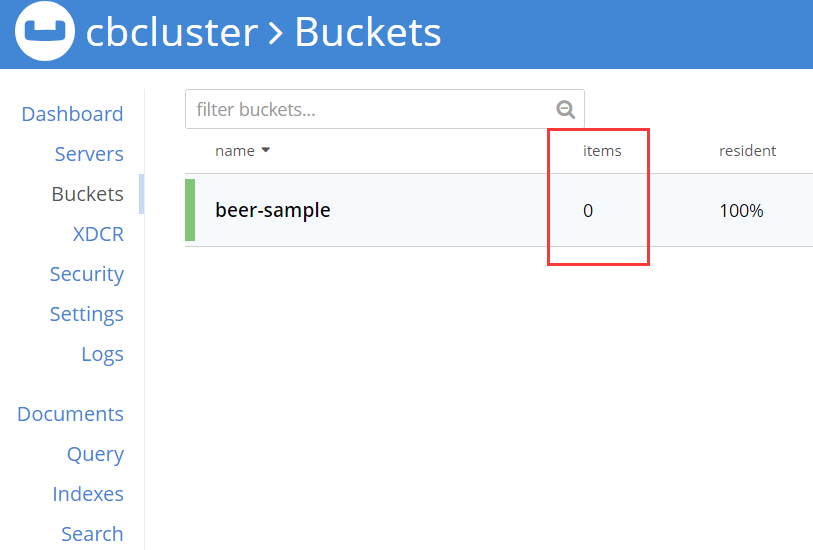 cbcluster > Buckets
Dashboard
Servers
Buckets
XDCR
Security
Settings
Logs
Documents
Query
Indexes
Search
filter buckets...
name items resident
beer-sample 0 100%